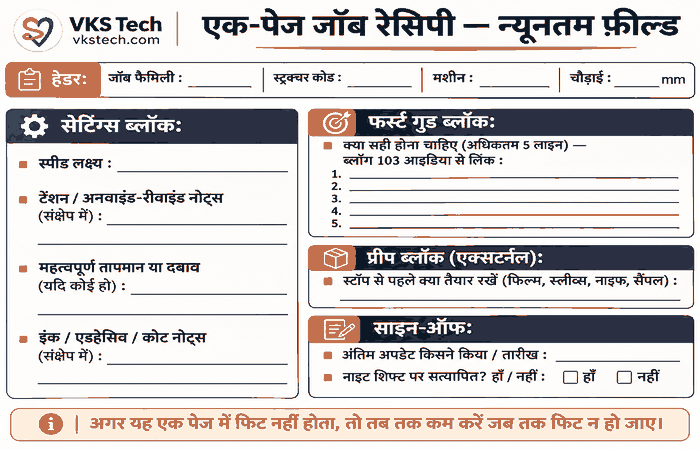 VKS Tech
vkstech.com
एक-पेज जॉब रेसिपी — न्यूनतम फ़ील्ड
हेडर: जॉब फैमिली : स्ट्रक्चर कोड : मशीन : चौड़ाई : mm
सेटिंग्स ब्लॉक:
स्पीड लक्ष्य :
टेंशन / अनवाइंड-रीवाइंड नोट्स
(संक्षेप में) :
महत्वपूर्ण तापमान या दबाव
(यदि कोई हो) :
इंक / एडहेसिव / कोट नोट्स
(संक्षेप में) :
फर्स्ट गुड ब्लॉक:
क्या सही होना चाहिए (अधिकतम 5 लाइन) —
ब्लॉग 103 आइडिया से लिंक :
1.
2.
3.
4.
5.
प्रीप ब्लॉक (एक्सटर्नल):
स्टॉप से पहले क्या तैयार रखें (फिल्म, स्लीब्स, नाइफ, सैंपल) :
साइन-ऑफ:
अंतिम अपडेट किसने किया / तारीख :
नाइट शिफ्ट पर सत्यापित? हाँ / नहीं : हाँ नहीं
अगर यह एक पेज में फिट नहीं होता, तो तब तक कम करें जब तक फिट न हो जाए।